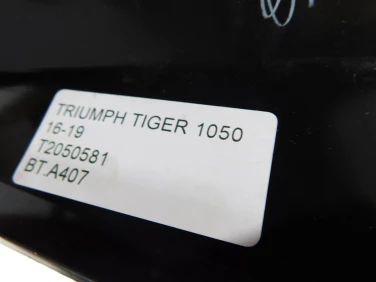 TRIUMPH TIGER 1050
16-19
T2050581
BT.A407